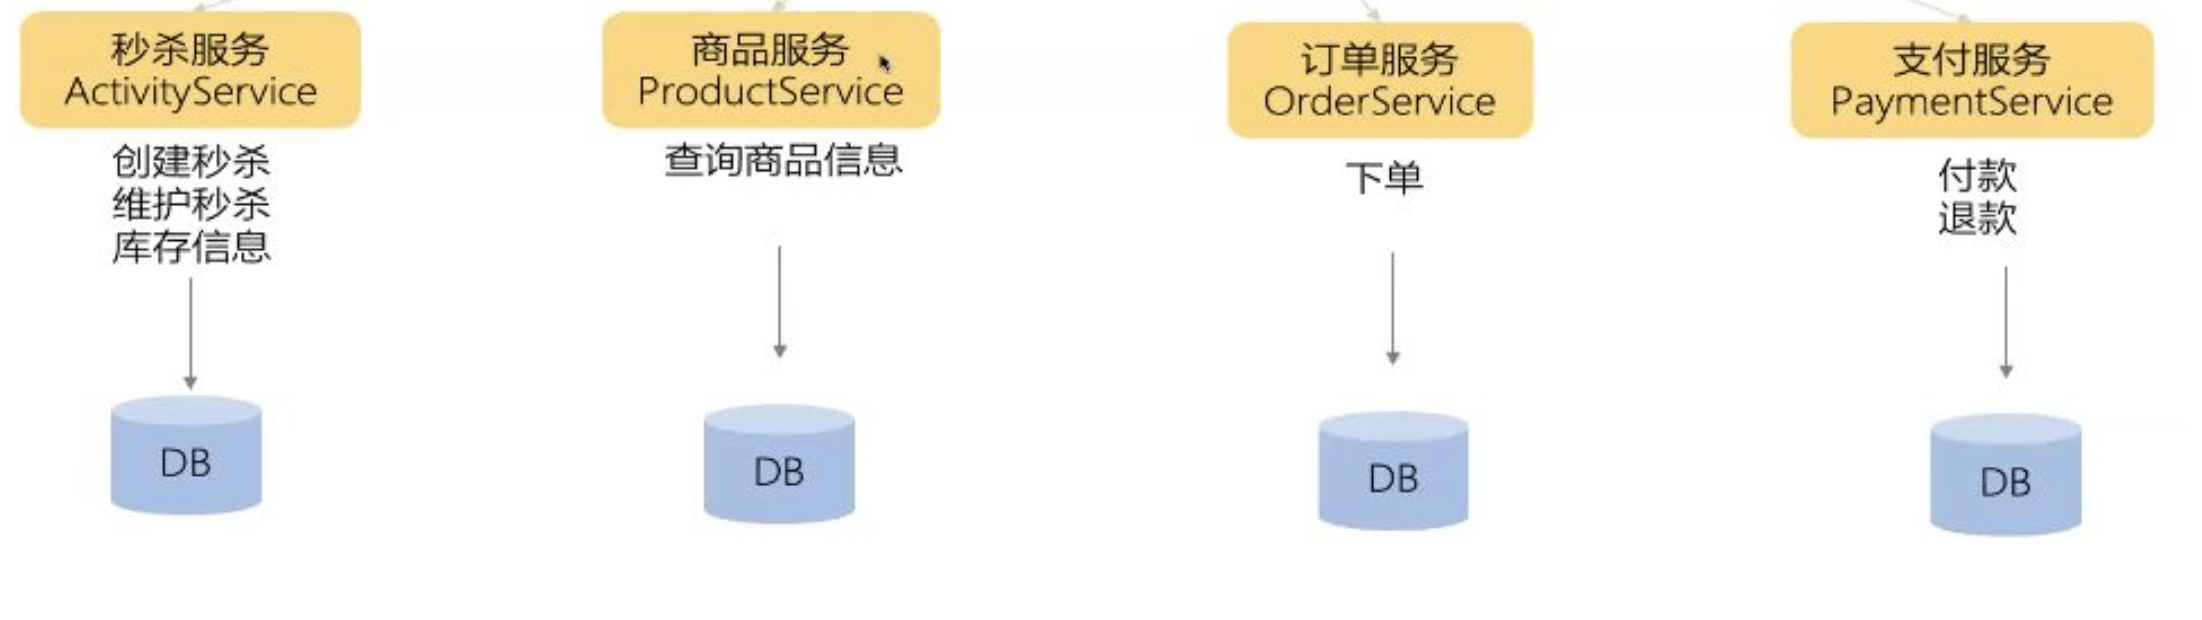 秒杀服务
ActivityService
创建秒杀
维护秒杀
库存信息
DB
商品服务
ProductService
查询商品信息
DB
订单服务
OrderService
下单
DB
支付服务
PaymentService
付款
退款
DB